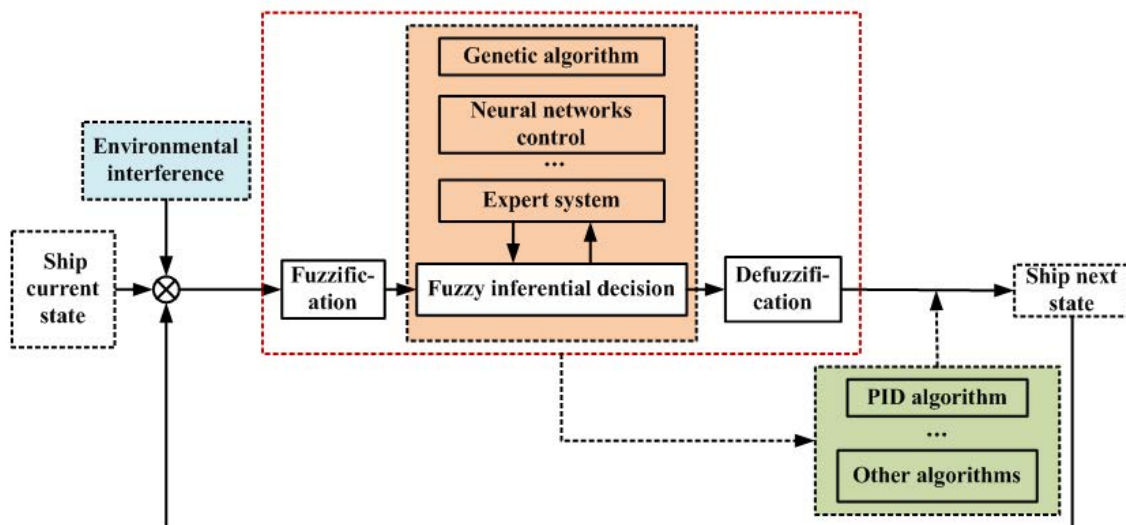 Genetic algorithm
Neural networks
control
...
Expert system
Environmental
interference
Ship
current
state
Fuzzific-
ation
Fuzzy inferential decision
Defuzzifi-
cation
Ship next
state
PID algorithm
...
Other algorithms